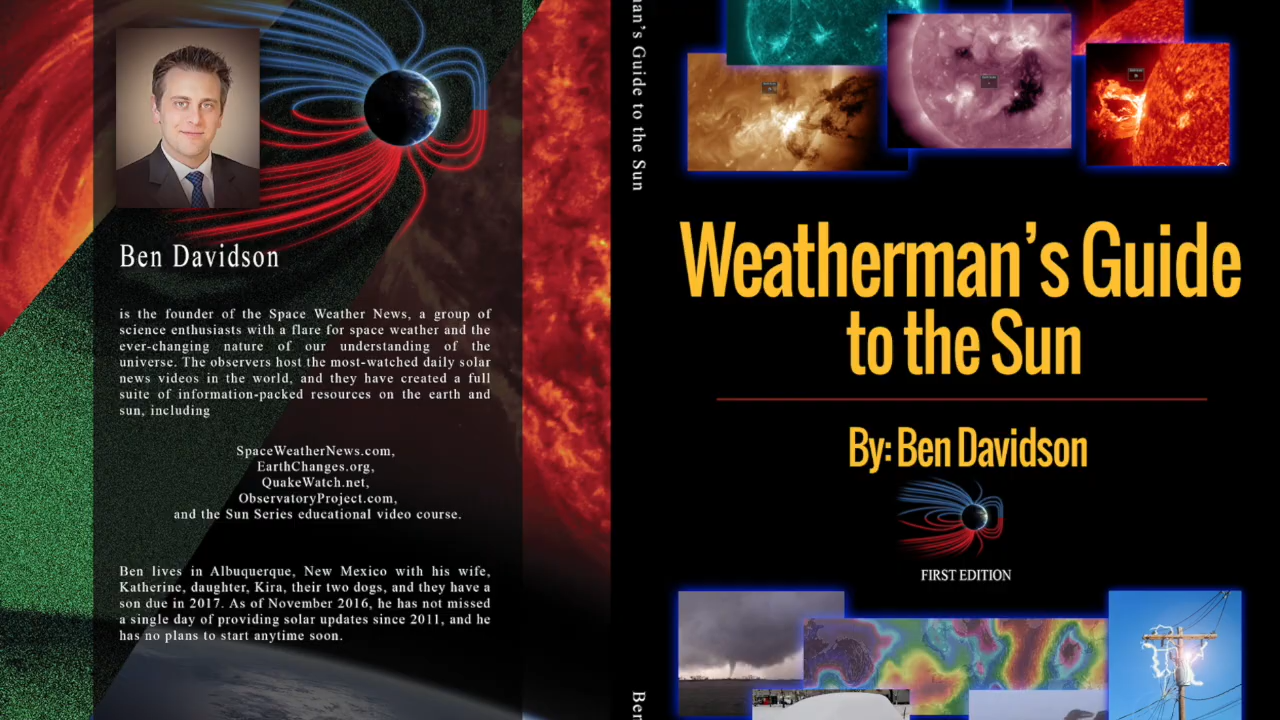 Ben Davidson
is the founder of the Space Weather News, a group of
science enthusiasts with a flare for space weather and the
ever-changing nature of our understanding of the
universe. The observers host the most-watched daily solar
news videos in the world, and they have created a full
suite of information-packed resources on the earth and
sun, including
SpaceWeatherNews.com,
EarthChanges.org,
QuakeWatch.net,
ObservatoryProject.com,
and the Sun Series educational video course.
Ben lives in Albuquerque, New Mexico with his wife,
Katherine, daughter, Kira, their two dogs, and they have a
son due in 2017. As of November 2016, he has not missed
a single day of providing solar updates since 2011, and he
has no plans to start anytime soon.
man's Guide to the Sun
Ben
Weatherman's Guide
to the Sun
By: Ben Davidson
FIRST EDITION